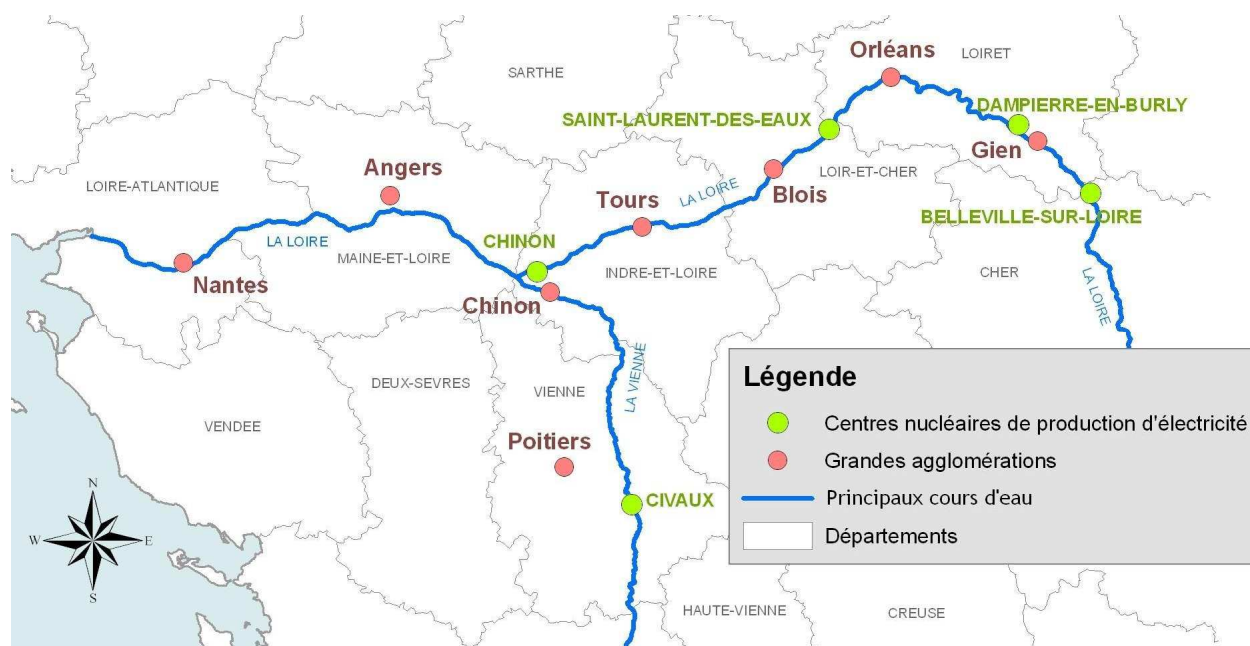 Orléans
LOIRET
SARTHE
DAMPIERRE-EN-BURLY
SAINT-LAURENT-DES-EAUX
Gien
Angers
LOIR-ET-CHER
LOIRE-ATLANTIQUE
LA LOIRE
Blois
Tours
BELLEVILLE-SUR-LOIRE
CHINON
LA LOIRE
MAINE-ET-LOIRE
INDRE-ET-LOIRE
CHER
Nantes
Chinon
LA LOIRE
LA VIENNE
DEUX-SEVRES
VIENNE
VENDEE
Poitiers
CIVAUX
Légende
Centres nucléaires de production d'électricité
Grandes agglomérations
Principaux cours d'eau
Départements
N
W
E
S
HAUTE-VIENNE
CREUSE